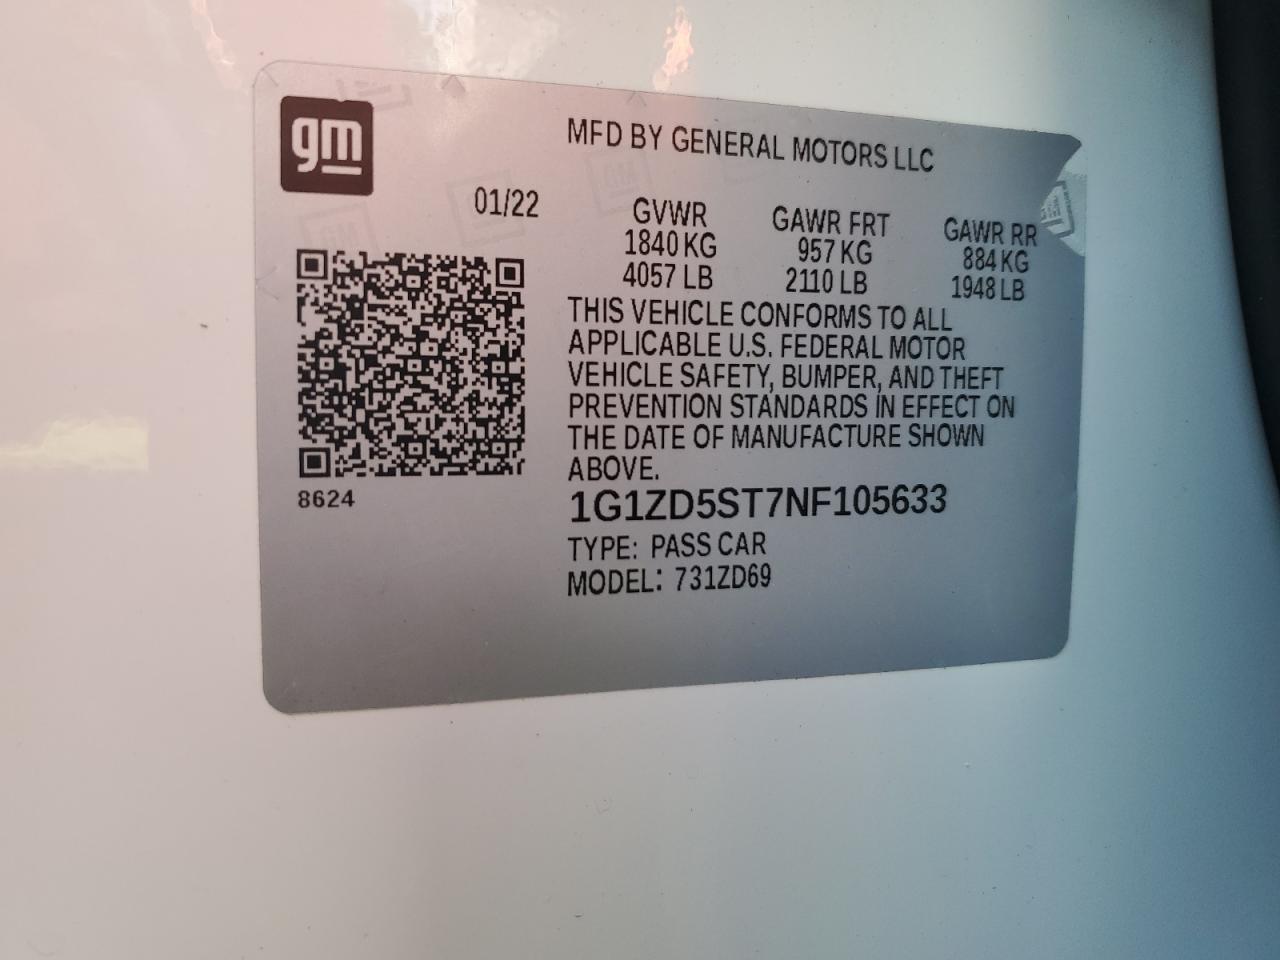 gm
MFD BY GENERAL MOTORS LLC
01/22
GVWR
1840 KG
4057 LB
GAWR FRT
957 KG
2110 LB
GAWR RR
884 KG
1948 LB
THIS VEHICLE CONFORMS TO ALL
APPLICABLE U.S. FEDERAL MOTOR
VEHICLE SAFETY, BUMPER, AND THEFT
PREVENTION STANDARDS IN EFFECT ON
THE DATE OF MANUFACTURE SHOWN
ABOVE.
8624
1G1ZD5ST7NF105633
TYPE: PASS CAR
MODEL: 731ZD69